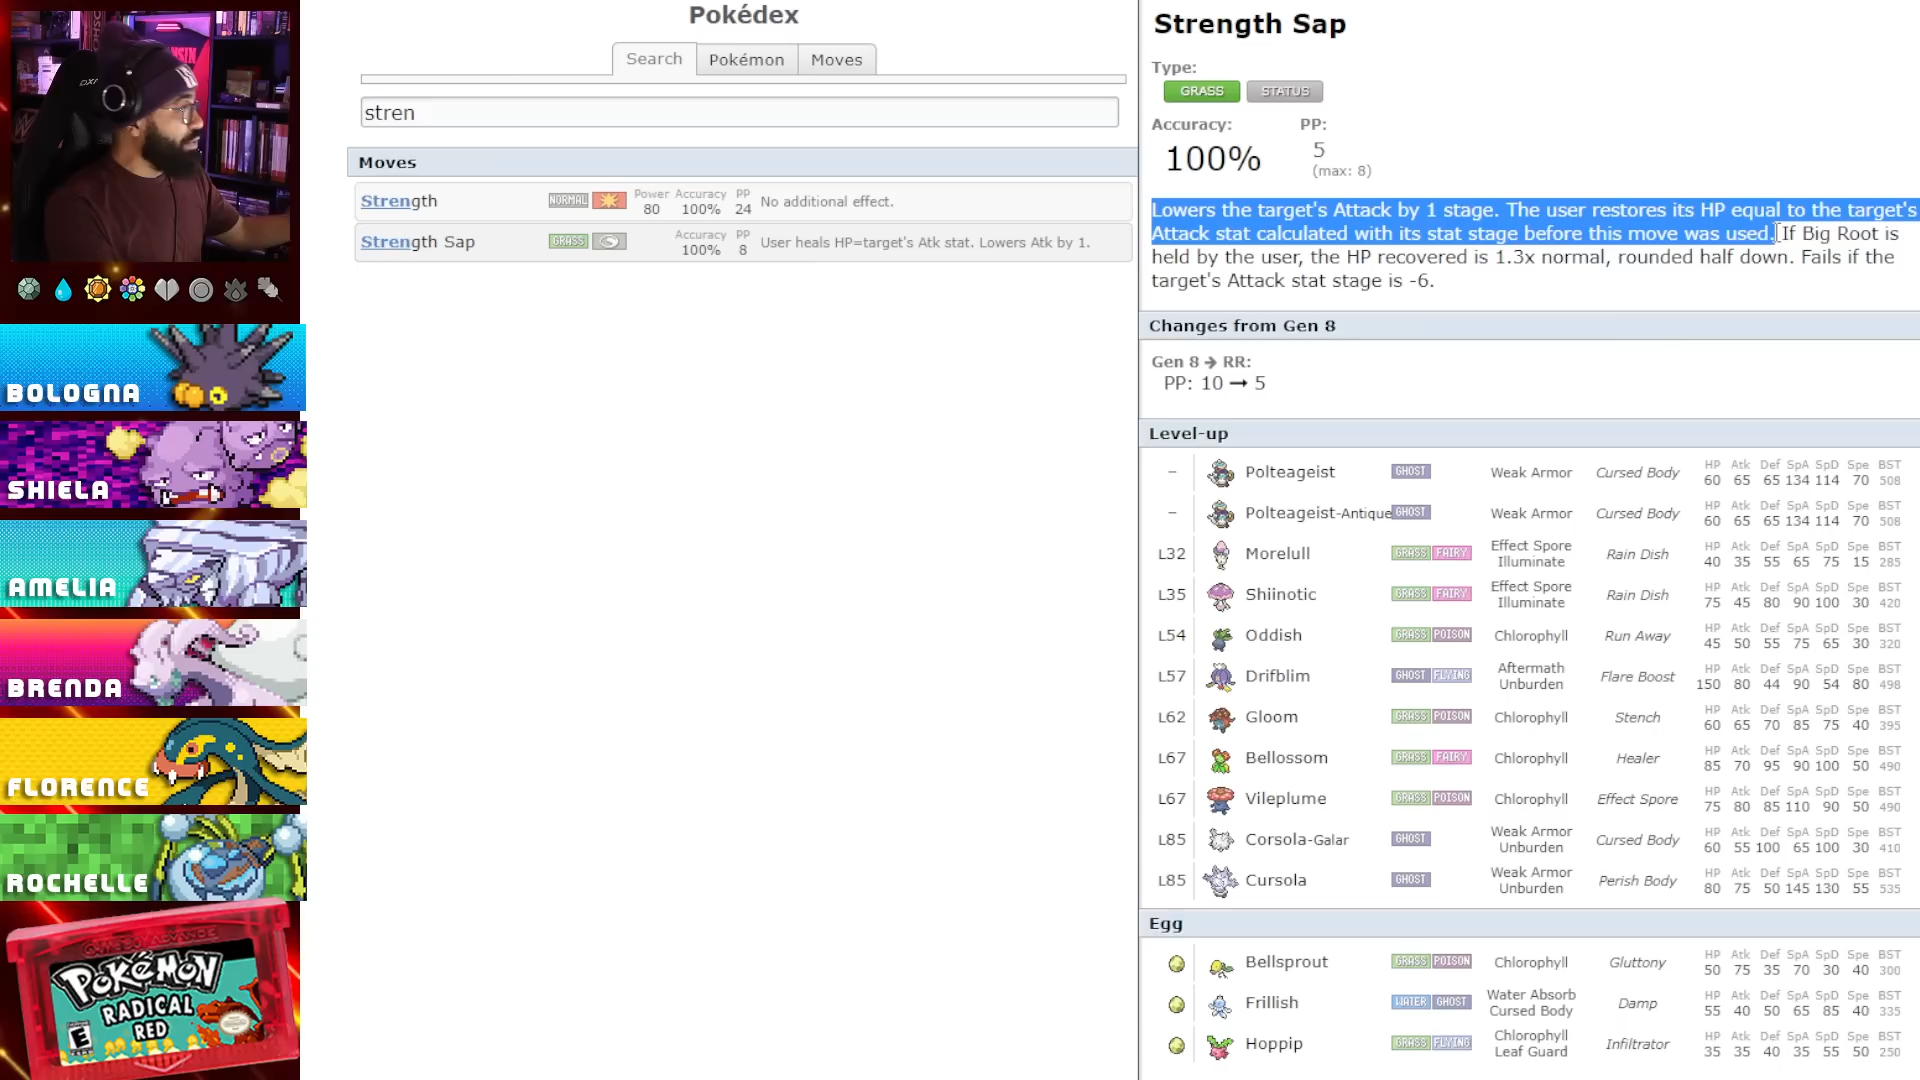 Pokédex
Search Pokémon Moves
stren
Moves
Strength NORMAL Power 80 Accuracy 100% PP 24 No additional effect.
Strength Sap GRASS Accuracy 100% PP 8 User heals HP=target's Atk stat. Lowers Atk by 1.
Strength Sap
Type:
GRASS STATUS
Accuracy: PP:
100% 5
(max: 8)
Lowers the target's Attack by 1 stage. The user restores its HP equal to the target's
Attack stat calculated with its stat stage before this move was used. If Big Root is
held by the user, the HP recovered is 1.3x normal, rounded half down. Fails if the
target's Attack stat stage is -6.
Changes from Gen 8
Gen 8 ➔ RR:
PP: 10 ➞ 5
Level-up
– Polteageist GHOST Weak Armor Cursed Body HP 60 Atk 65 Def 65 SpA 134 SpD 114 Spe 70 BST 508
– Polteageist-Antique GHOST Weak Armor Cursed Body HP 60 Atk 65 Def 65 SpA 134 SpD 114 Spe 70 BST 508
L32 Morelull GRASS FAIRY Effect Spore Illuminate Rain Dish HP 40 Atk 35 Def 55 SpA 65 SpD 75 Spe 15 BST 285
L35 Shiinotic GRASS FAIRY Effect Spore Illuminate Rain Dish HP 75 Atk 45 Def 80 SpA 90 SpD 100 Spe 30 BST 420
L54 Oddish GRASS POISON Chlorophyll Run Away HP 45 Atk 50 Def 55 SpA 75 SpD 65 Spe 30 BST 320
L57 Drifblim GHOST FLYING Aftermath Unburden Flare Boost HP 150 Atk 80 Def 44 SpA 90 SpD 54 Spe 80 BST 498
L62 Gloom GRASS POISON Chlorophyll Stench HP 60 Atk 65 Def 70 SpA 85 SpD 75 Spe 40 BST 395
L67 Bellossom GRASS FAIRY Chlorophyll Healer HP 85 Atk 70 Def 95 SpA 90 SpD 100 Spe 50 BST 490
L67 Vileplume GRASS POISON Chlorophyll Effect Spore HP 75 Atk 80 Def 85 SpA 110 SpD 90 Spe 50 BST 490
L85 Corsola-Galar GHOST Weak Armor Unburden Cursed Body HP 60 Atk 55 Def 100 SpA 65 SpD 100 Spe 30 BST 410
L85 Cursola GHOST Weak Armor Unburden Perish Body HP 80 Atk 75 Def 50 SpA 145 SpD 130 Spe 55 BST 535
Egg
Bellsprout GRASS POISON Chlorophyll Gluttony HP 50 Atk 75 Def 35 SpA 70 SpD 30 Spe 40 BST 300
Frillish WATER GHOST Water Absorb Cursed Body Damp HP 55 Atk 40 Def 50 SpA 65 SpD 85 Spe 40 BST 335
Hoppip GRASS FLYING Chlorophyll Leaf Guard Infiltrator HP 35 Atk 35 Def 40 SpA 35 SpD 55 Spe 50 BST 250
BOLOGNA
SHIELA
AMELIA
BRENDA
FLORENCE
ROCHELLE
POKéMON
RADICAL
RED
E